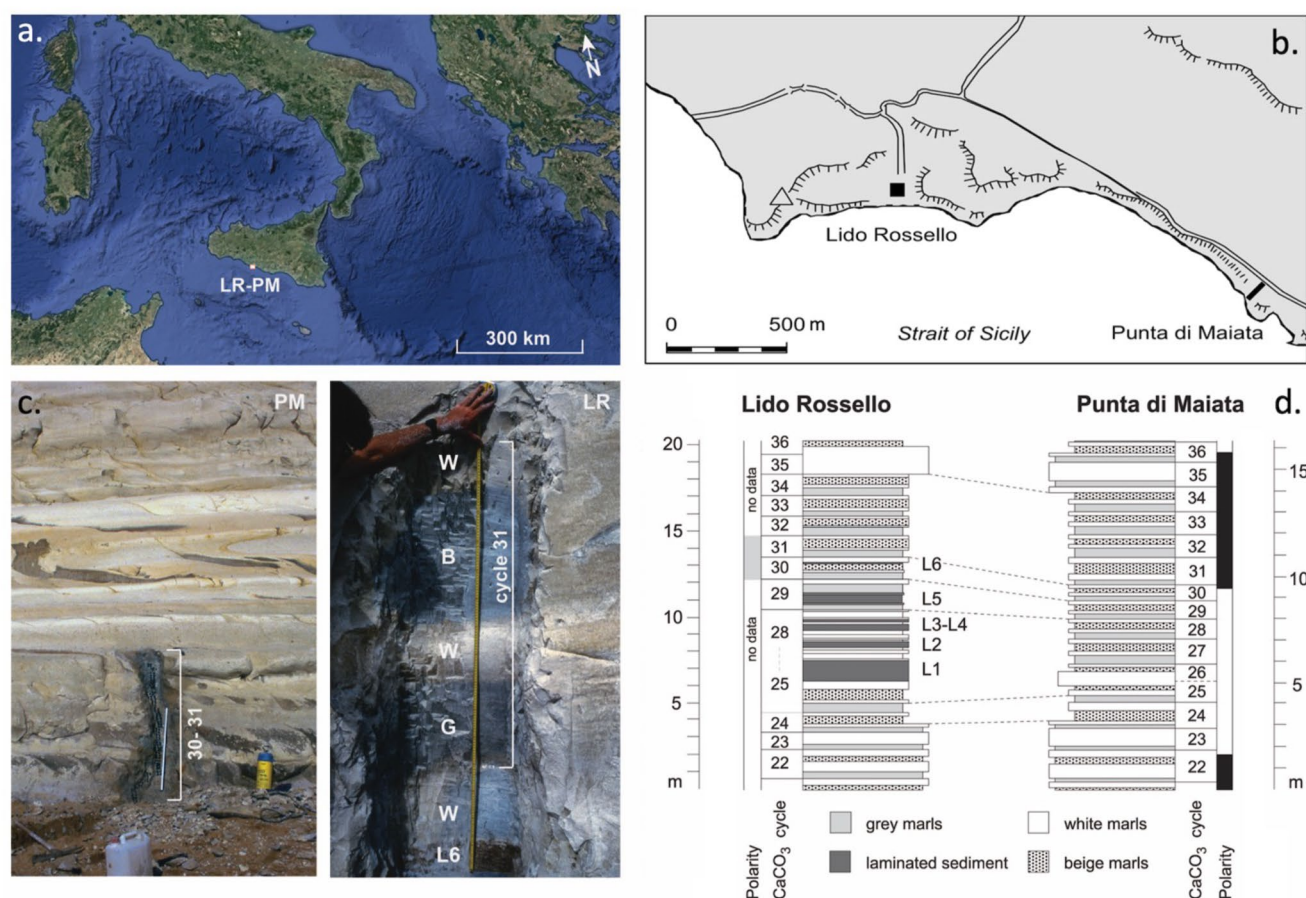 a.
N
LR-PM
300 km
b.
Lido Rossello
0 500 m
Strait of Sicily
Punta di Maiata
c.
PM
30- 31
LR
W
B
W
G
W
L6
cycle 31
d.
Lido Rossello
Punta di Maiata
20
15
10
5
m
no data
no data
36
35
34
33
32
31
30
29
28
25
24
23
22
L6
L5
L3-L4
L2
L1
36
35
34
33
32
31
30
29
28
27
26
25
24
23
22
15
10
5
m
Polarity
CaCO3 cycle
grey marls
white marls
laminated sediment
beige marls
CaCO3 cycle
Polarity